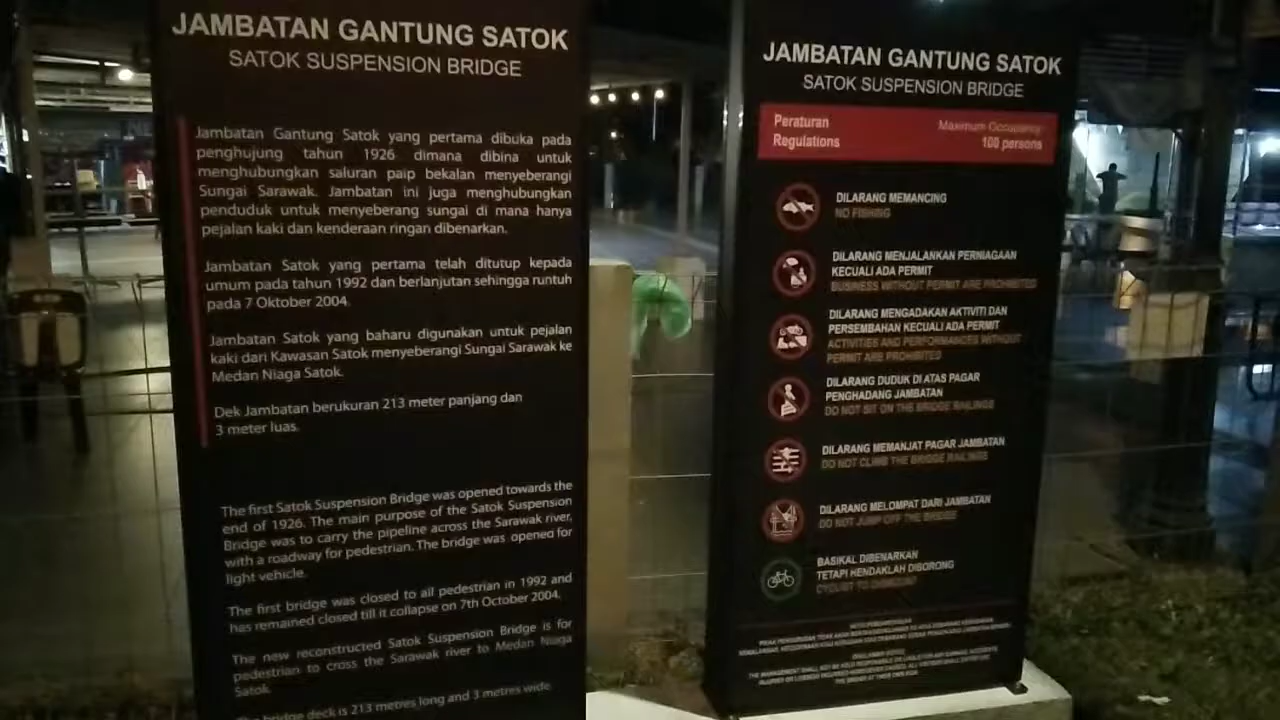 JAMBATAN GANTUNG SATOK
SATOK SUSPENSION BRIDGE
Jambatan Gantung Satok yang pertama dibuka pada
penghujung tahun 1926 dimana dibina untuk
menghubungkan saluran paip bekalan menyeberangi
Sungai Sarawak. Jambatan ini juga menghubungkan
penduduk untuk menyeberang sungai di mana hanya
pejalan kaki dan kenderaan ringan dibenarkan.
Jambatan Satok yang pertama telah ditutup kepada
umum pada tahun 1992 dan berlanjutan sehingga runtuh
pada 7 Oktober 2004.
Jambatan Satok yang baharu digunakan untuk pejalan
kaki dari Kawasan Satok menyeberangi Sungai Sarawak ke
Medan Niaga Satok.
Dek Jambatan berukuran 213 meter panjang dan
3 meter luas.
The first Satok Suspension Bridge was opened towards the
end of 1926. The main purpose of the Satok Suspension
Bridge was to carry the pipeline across the Sarawak river,
with a roadway for pedestrian. The bridge was opened for
light vehicle.
The first bridge was closed to all pedestrian in 1992 and
has remained closed till it collapse on 7th October 2004.
The new reconstructed Satok Suspension Bridge is for
pedestrian to cross the Sarawak river to Medan Niaga
Satok.
The bridge deck is 213 metres long and 3 metres wide
JAMBATAN GANTUNG SATOK
SATOK SUSPENSION BRIDGE
Peraturan
Regulations
Maximum Occupancy:
100 persons
DILARANG MEMANCING
NO FISHING
DILARANG MENJALANKAN PERNIAGAAN
KECUALI ADA PERMIT
BUSINESS WITHOUT PERMIT ARE PROHIBITED
DILARANG MENGADAKAN AKTIVITI DAN
PERSEMBAHAN KECUALI ADA PERMIT
ACTIVITIES AND PERFORMANCES WITHOUT
PERMIT ARE PROHIBITED
DILARANG DUDUK DI ATAS PAGAR
PENGHADANG JAMBATAN
DO NOT SIT ON THE BRIDGE RAILINGS
DILARANG MEMANJAT PAGAR JAMBATAN
DO NOT CLIMB THE BRIDGE RAILINGS
DILARANG MELOMPAT DARI JAMBATAN
DO NOT JUMP OFF THE BRIDGE
BASIKAL DIBENARKAN
TETAPI HENDAKLAH DISORONG
CYCLIST TO DISMOUNT